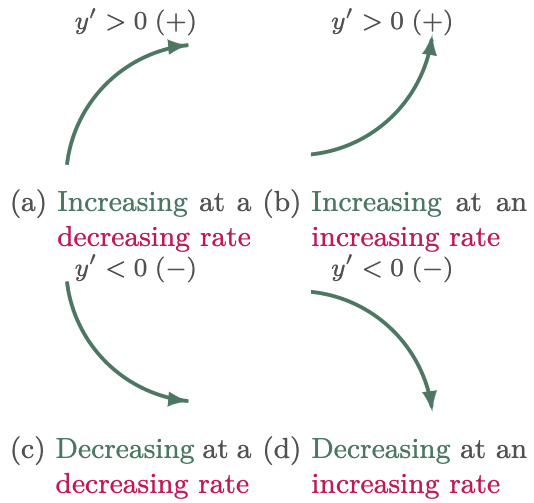 y′ > 0 (+) y′ > 0 (+)
(a) Increasing at a (b) Increasing at an
decreasing rate increasing rate
y′ < 0 (−) y′ < 0 (−)
(c) Decreasing at a (d) Decreasing at an
decreasing rate increasing rate